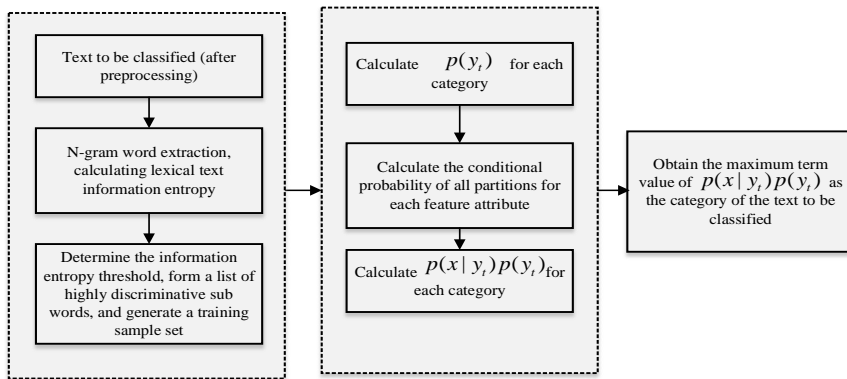 Text to be classified (after
preprocessing)
N-gram word extraction,
calculating lexical text
information entropy
Determine the information
entropy threshold, form a list of
highly discriminative sub
words, and generate a training
sample set
Calculate p(y_t) for each
category
Calculate the conditional
probability of all partitions for
each feature attribute
Calculate p(x | y_t)p(y_t) for
each category
Obtain the maximum term
value of p(x | y_t)p(y_t) as
the category of the text to be
classified